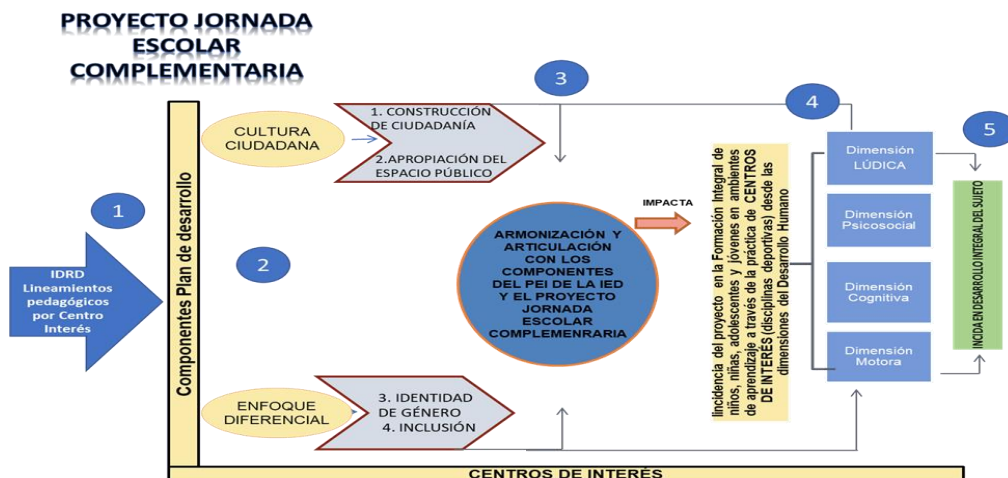 PROYECTO JORNADA
ESCOLAR
COMPLEMENTARIA
1
IDRD
Lineamientos
pedagógicos
por Centro
Interés
Componentes Plan de desarrollo
2
CULTURA
CIUDADANA
1. CONSTRUCCIÓN
DE CIUDADANÍA
2.APROPIACIÓN DEL
ESPACIO PÚBLICO
ENFOQUE
DIFERENCIAL
3. IDENTIDAD
DE GÉNERO
4. INCLUSIÓN
3
ARMONIZACIÓN Y
ARTICULACIÓN
CON LOS
COMPONENTES
DEL PEI DE LA IED
Y EL PROYECTO
JORNADA
ESCOLAR
COMPLEMENRARIA
IMPACTA
Iincidencia del proyecto en la Formación Integral de
niños, niñas, adolescentes y jóvenes en ambientes
de aprendizaje a través de la práctica de CENTROS
DE INTERÉS (disciplinas deportivas) desde las
dimensiones del Desarrollo Humano
4
Dimensión
LÚDICA
Dimensión
Psicosocial
Dimensión
Cognitiva
Dimensión
Motora
5
INCIDA EN DESARROLLO INTEGRAL DEL SUJETO
CENTROS DE INTERÉS